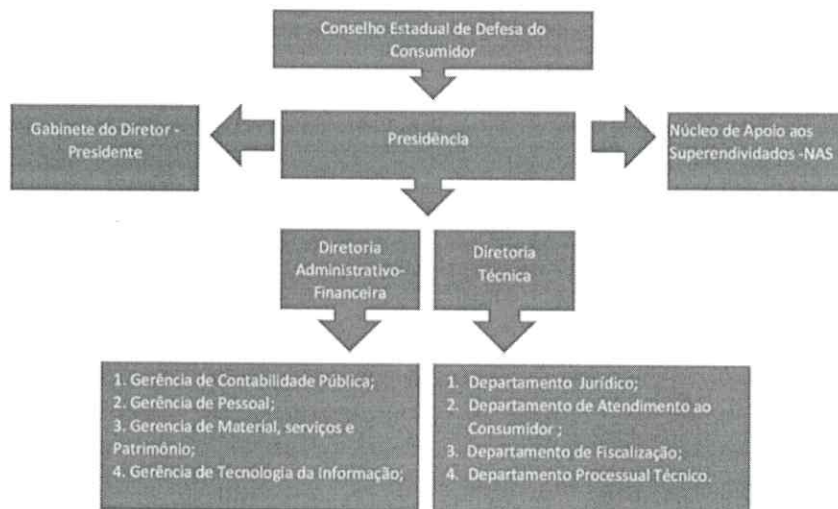 Conselho Estadual de Defesa do
Consumidor
Gabinete do Diretor -
Presidente
Presidência
Núcleo de Apoio aos
Superendividados -NAS
Diretoria
Administrativo-
Financeira
Diretoria
Técnica
1. Gerência de Contabilidade Pública;
2. Gerência de Pessoal;
3. Gerencia de Material, serviços e
Patrimônio;
4. Gerência de Tecnologia da Informação;
1. Departamento Jurídico;
2. Departamento de Atendimento ao
Consumidor ;
3. Departamento de Fiscalização;
4. Departamento Processual Técnico.